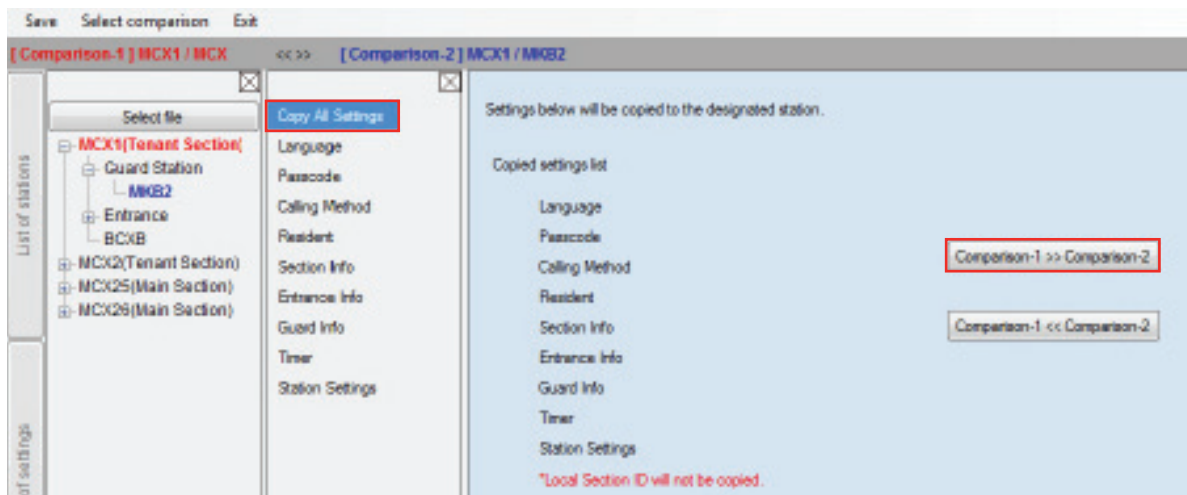 Save Select comparison Exit
[ Comparison-1 ] MCX1 / MCX <<>> [ Comparison-2 ] MCX1 / MKB2
List of stations
of settings
Select file
MCX1(Tenant Section(
Guard Station
MKB2
Entrance
BCXB
MCX2(Tenant Section)
MCX25(Main Section)
MCX26(Main Section)
Copy All Settings
Language
Passcode
Calling Method
Resident
Section Info
Entrance Info
Guard Info
Timer
Station Settings
Settings below will be copied to the designated station.
Copied settings list
Language
Passcode
Calling Method
Resident
Section Info
Entrance Info
Guard Info
Timer
Station Settings
*Local Section ID will not be copied.
Comparison-1 >> Comparison-2
Comparison-1 << Comparison-2